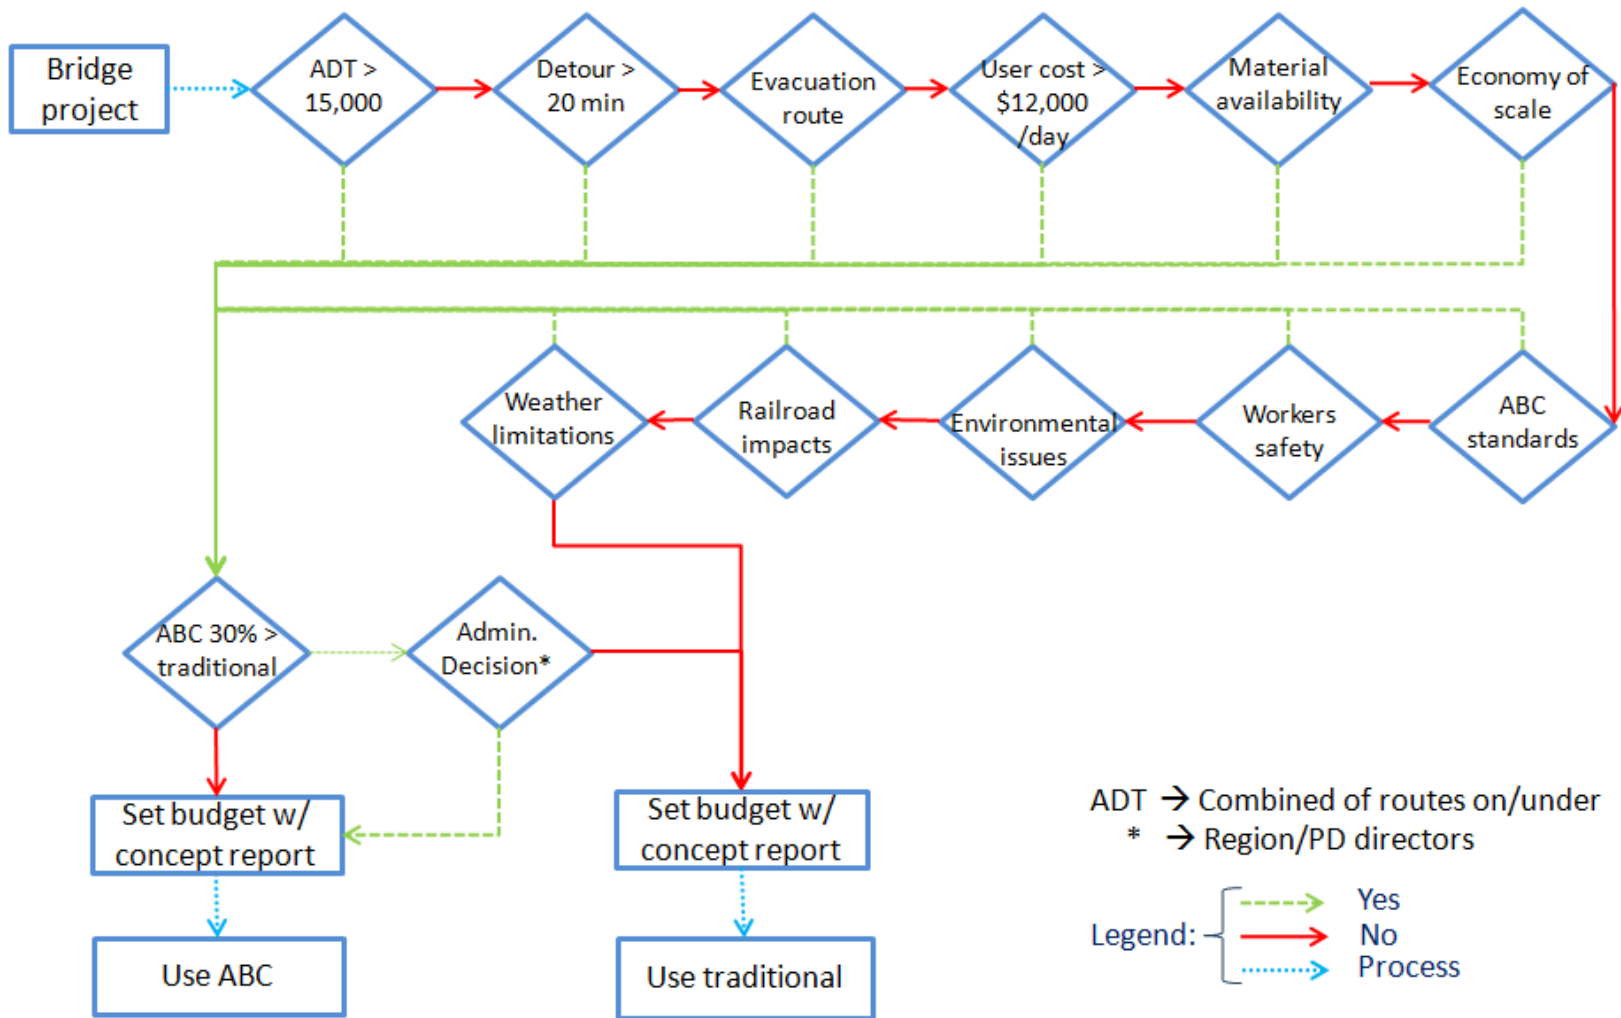 Bridge
project
ADT >
15,000
Detour >
20 min
Evacuation
route
User cost >
$12,000
/day
Material
availability
Economy of
scale
Weather
limitations
Railroad
impacts
Environmental
issues
Workers
safety
ABC
standards
ABC 30% >
traditional
Admin.
Decision*
Set budget w/
concept report
Set budget w/
concept report
Use ABC
Use traditional
ADT → Combined of routes on/under
* → Region/PD directors
Legend:
Yes
No
Process